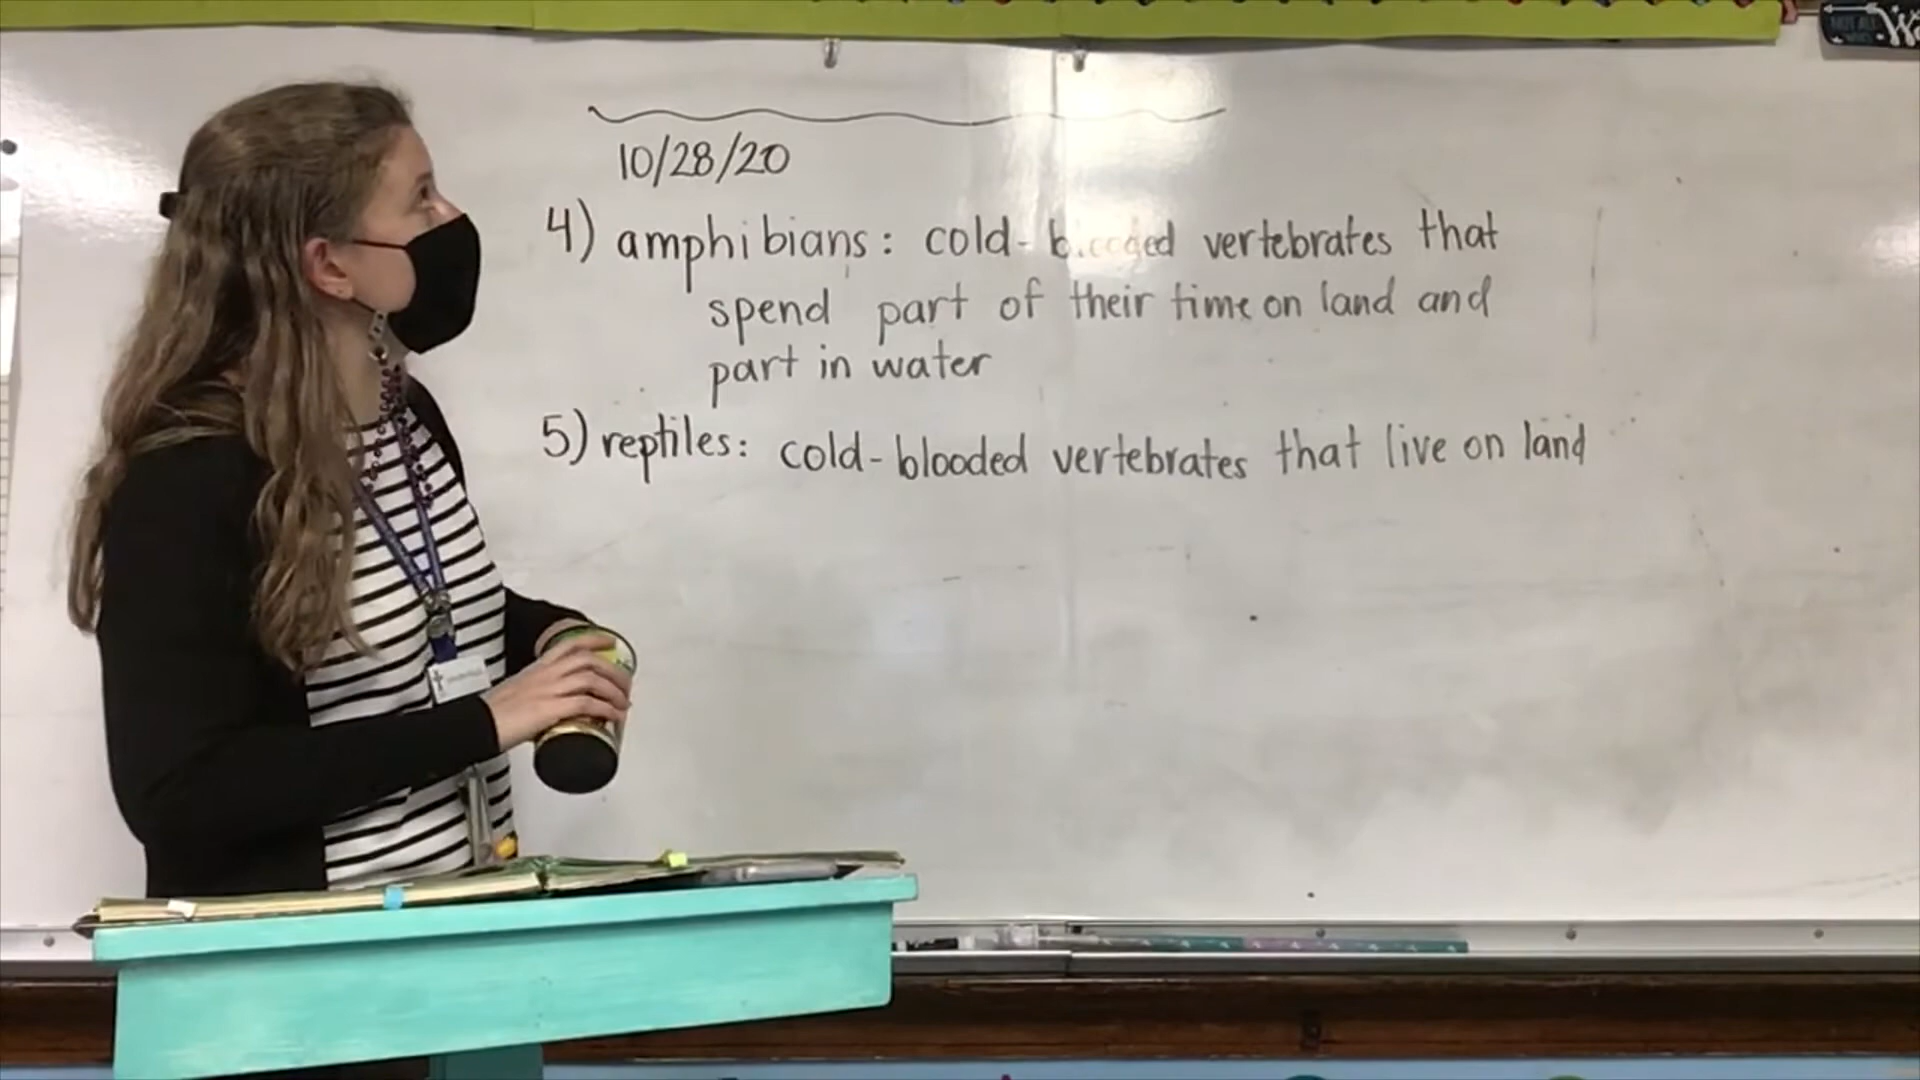 10/28/20
4) amphibians: cold-blooded vertebrates that
spend part of their time on land and
part in water
5) reptiles: cold-blooded vertebrates that live on land